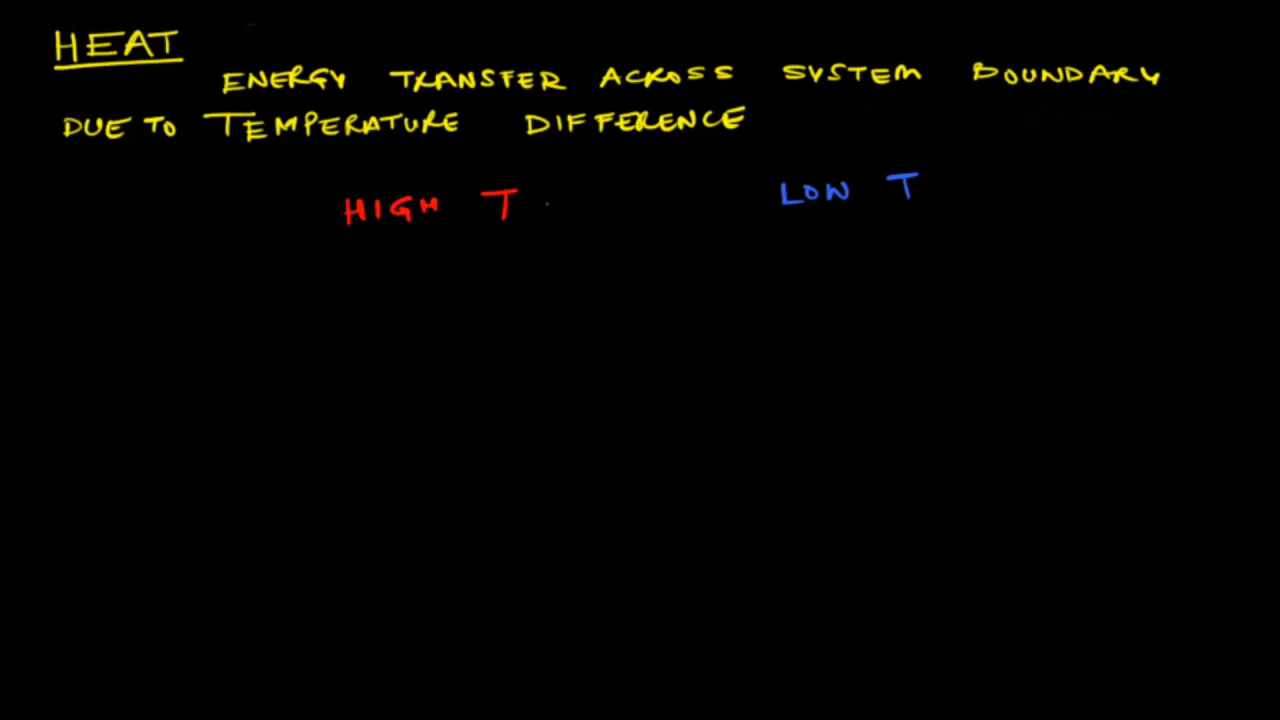 HEAT
ENERGY TRANSFER ACROSS SYSTEM BOUNDARY
DUE TO TEMPERATURE DIFFERENCE
HIGH T LOW T